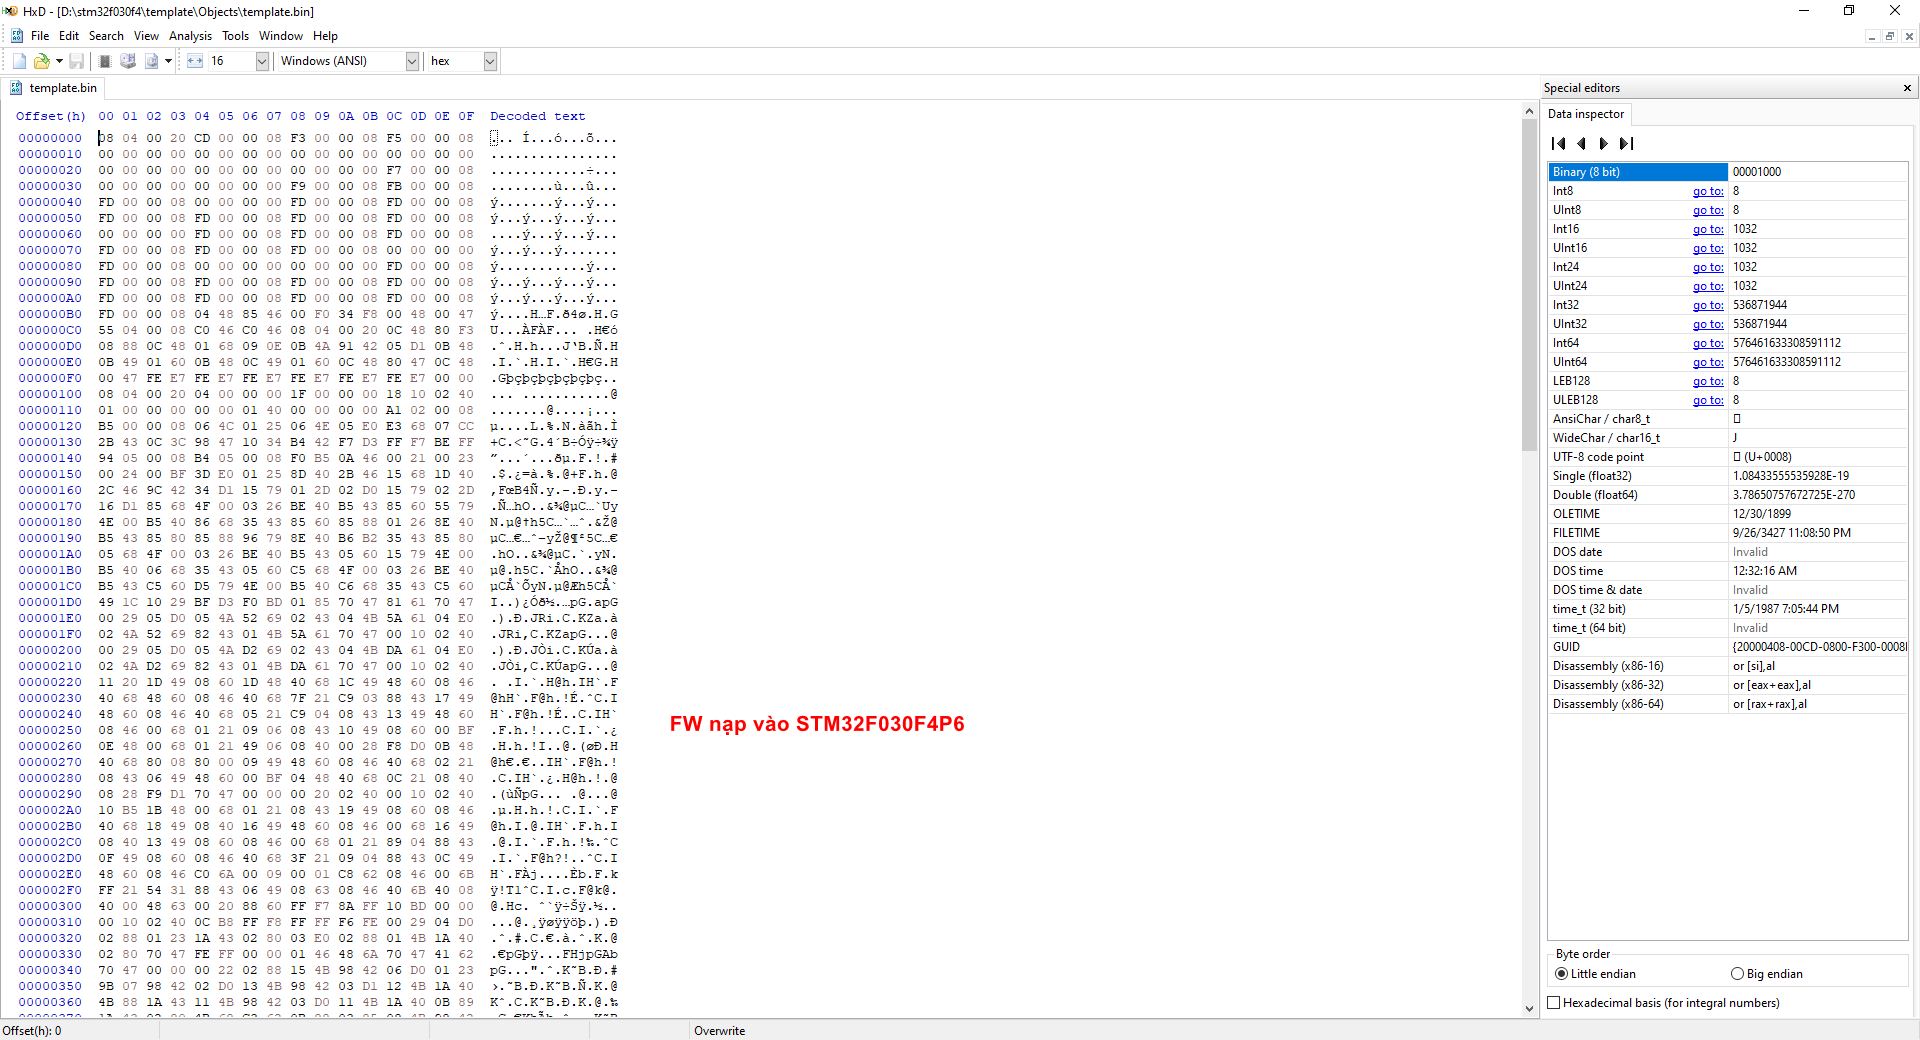 HxD - [D:\stm32f030f4\template\Objects\template.bin]
File Edit Search View Analysis Tools Window Help
16 Windows (ANSI) hex
template.bin
Offset(h) 00 01 02 03 04 05 06 07 08 09 0A 0B 0C 0D 0E 0F Decoded text
00000000 08 04 00 20 CD 00 00 08 F3 00 00 08 F5 00 00 08
00000010 00 00 00 00 00 00 00 00 00 00 00 00 00 00 00 00
00000020 00 00 00 00 00 00 00 00 00 00 00 00 F7 00 00 08
00000030 00 00 00 00 00 00 00 00 F9 00 00 08 FB 00 00 08
00000040 FD 00 00 08 00 00 00 00 FD 00 00 08 FD 00 00 08
00000050 FD 00 00 08 FD 00 00 08 FD 00 00 08 FD 00 00 08
00000060 00 00 00 00 FD 00 00 08 FD 00 00 08 FD 00 00 08
00000070 FD 00 00 08 FD 00 00 08 FD 00 00 08 00 00 00 00
00000080 FD 00 00 08 00 00 00 00 00 00 00 00 FD 00 00 08
00000090 FD 00 00 08 FD 00 00 08 FD 00 00 08 FD 00 00 08
000000A0 FD 00 00 08 FD 00 00 08 FD 00 00 08 FD 00 00 08
000000B0 FD 00 00 08 04 48 85 46 00 F0 34 F8 00 48 00 47
000000C0 55 04 00 08 C0 46 C0 46 08 04 00 20 0C 48 80 F3
000000D0 08 88 0C 48 01 68 09 0E 0B 4A 91 42 05 D1 0B 48
000000E0 0B 49 01 60 0B 48 0C 49 01 60 0C 48 80 47 0C 48
000000F0 00 47 FE E7 FE E7 FE E7 FE E7 FE E7 FE E7 00 00
00000100 08 04 00 20 04 00 00 00 1F 00 00 00 18 10 02 40
00000110 01 00 00 00 00 00 01 40 00 00 00 00 A1 02 00 08
00000120 B5 00 00 08 06 4C 01 25 06 4E 05 E0 E3 68 07 CC
00000130 2B 43 0C 3C 98 47 10 34 B4 42 F7 D3 FF F7 BE FF
00000140 94 05 00 08 B4 05 00 08 F0 B5 0A 46 00 21 00 23
00000150 00 24 00 BF 3D E0 01 25 8D 40 2B 46 15 68 1D 40
00000160 2C 46 9C 42 34 D1 15 79 01 2D 02 D0 15 79 02 2D
00000170 16 D1 85 68 4F 00 03 26 BE 40 B5 43 85 60 55 79
00000180 4E 00 B5 40 86 68 35 43 85 60 85 88 01 26 8E 40
00000190 B5 43 85 80 85 88 96 79 8E 40 B6 B2 35 43 85 80
000001A0 05 68 4F 00 03 26 BE 40 B5 43 05 60 15 79 4E 00
000001B0 B5 40 06 68 35 43 05 60 C5 68 4F 00 03 26 BE 40
000001C0 B5 43 C5 60 D5 79 4E 00 B5 40 C6 68 35 43 C5 60
000001D0 49 1C 10 29 BF D3 F0 BD 01 85 70 47 81 61 70 47
000001E0 00 29 05 D0 05 4A 52 69 02 43 04 4B 5A 61 04 E0
000001F0 02 4A 52 69 82 43 01 4B 5A 61 70 47 00 10 02 40
00000200 00 29 05 D0 05 4A D2 69 02 43 04 4B DA 61 04 E0
00000210 02 4A D2 69 82 43 01 4B DA 61 70 47 00 10 02 40
00000220 11 20 1D 49 08 60 1D 48 40 68 1C 49 48 60 08 46
00000230 40 68 48 60 08 46 40 68 7F 21 C9 03 88 43 17 49
00000240 48 60 08 46 40 68 05 21 C9 04 08 43 13 49 48 60
00000250 08 46 00 68 01 21 09 06 08 43 10 49 08 60 00 BF
00000260 0E 48 00 68 01 21 49 06 08 40 00 28 F8 D0 0B 48
00000270 40 68 80 08 80 00 09 49 48 60 08 46 40 68 02 21
00000280 08 43 06 49 48 60 00 BF 04 48 40 68 0C 21 08 40
00000290 08 28 F9 D1 70 47 00 00 00 20 02 40 00 10 02 40
000002A0 10 B5 1B 48 00 68 01 21 08 43 19 49 08 60 08 46
000002B0 40 68 18 49 08 40 16 49 48 60 08 46 00 68 16 49
000002C0 08 40 13 49 08 60 08 46 00 68 01 21 89 04 88 43
000002D0 0F 49 08 60 08 46 40 68 3F 21 09 04 88 43 0C 49
000002E0 48 60 08 46 C0 6A 00 09 00 01 C8 62 08 46 00 6B
000002F0 FF 21 54 31 88 43 06 49 08 63 08 46 40 6B 40 08
00000300 40 00 48 63 00 20 88 60 FF F7 8A FF 10 BD 00 00
00000310 00 10 02 40 0C B8 FF F8 FF FF F6 FE 00 29 04 D0
00000320 02 88 01 23 1A 43 02 80 03 E0 02 88 01 4B 1A 40
00000330 02 80 70 47 FE FF 00 00 01 46 48 6A 70 47 41 62
00000340 70 47 00 00 00 22 02 88 15 4B 98 42 06 D0 01 23
00000350 9B 07 98 42 02 D0 13 4B 98 42 03 D1 12 4B 1A 40
00000360 4B 88 1A 43 11 4B 98 42 03 D0 11 4B 1A 40 0B 89
FW nạp vào STM32F030F4P6
Special editors
Data inspector
Binary (8 bit) 00001000
Int8 go to: 8
UInt8 go to: 8
Int16 go to: 1032
UInt16 go to: 1032
Int24 go to: 1032
UInt24 go to: 1032
Int32 go to: 536871944
UInt32 go to: 536871944
Int64 go to: 576461633308591112
UInt64 go to: 576461633308591112
LEB128 go to: 8
ULEB128 go to: 8
AnsiChar / char8_t
WideChar / char16_t
UTF-8 code point (U+0008)
Single (float32) 1.08433555535928E-19
Double (float64) 3.78650757672725E-270
OLETIME 12/30/1899
FILETIME 9/26/3427 11:08:50 PM
DOS date Invalid
DOS time 12:32:16 AM
DOS time & date Invalid
time_t (32 bit) 1/5/1987 7:05:44 PM
time_t (64 bit) Invalid
GUID {20000408-00CD-0800-F300-0008
Disassembly (x86-16) or [si],al
Disassembly (x86-32) or [eax+eax],al
Disassembly (x86-64) or [rax+rax],al
Byte order
Little endian Big endian
Hexadecimal basis (for integral numbers)
Offset(h): 0 Overwrite